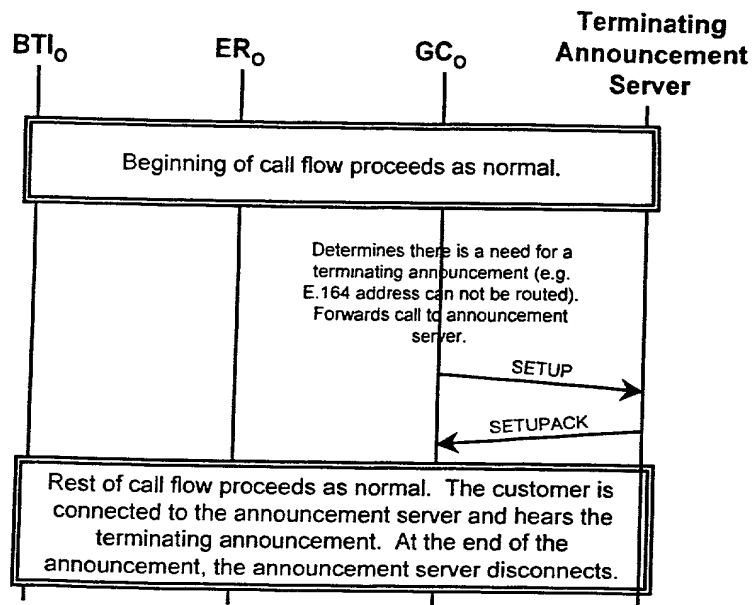 BTIO ERO GCO Terminating
Announcement
Server
Beginning of call flow proceeds as normal.
Determines there is a need for a
terminating announcement (e.g.
E.164 address can not be routed).
Forwards call to announcement
server.
SETUP
SETUPACK
Rest of call flow proceeds as normal. The customer is
connected to the announcement server and hears the
terminating announcement. At the end of the
announcement, the announcement server disconnects.